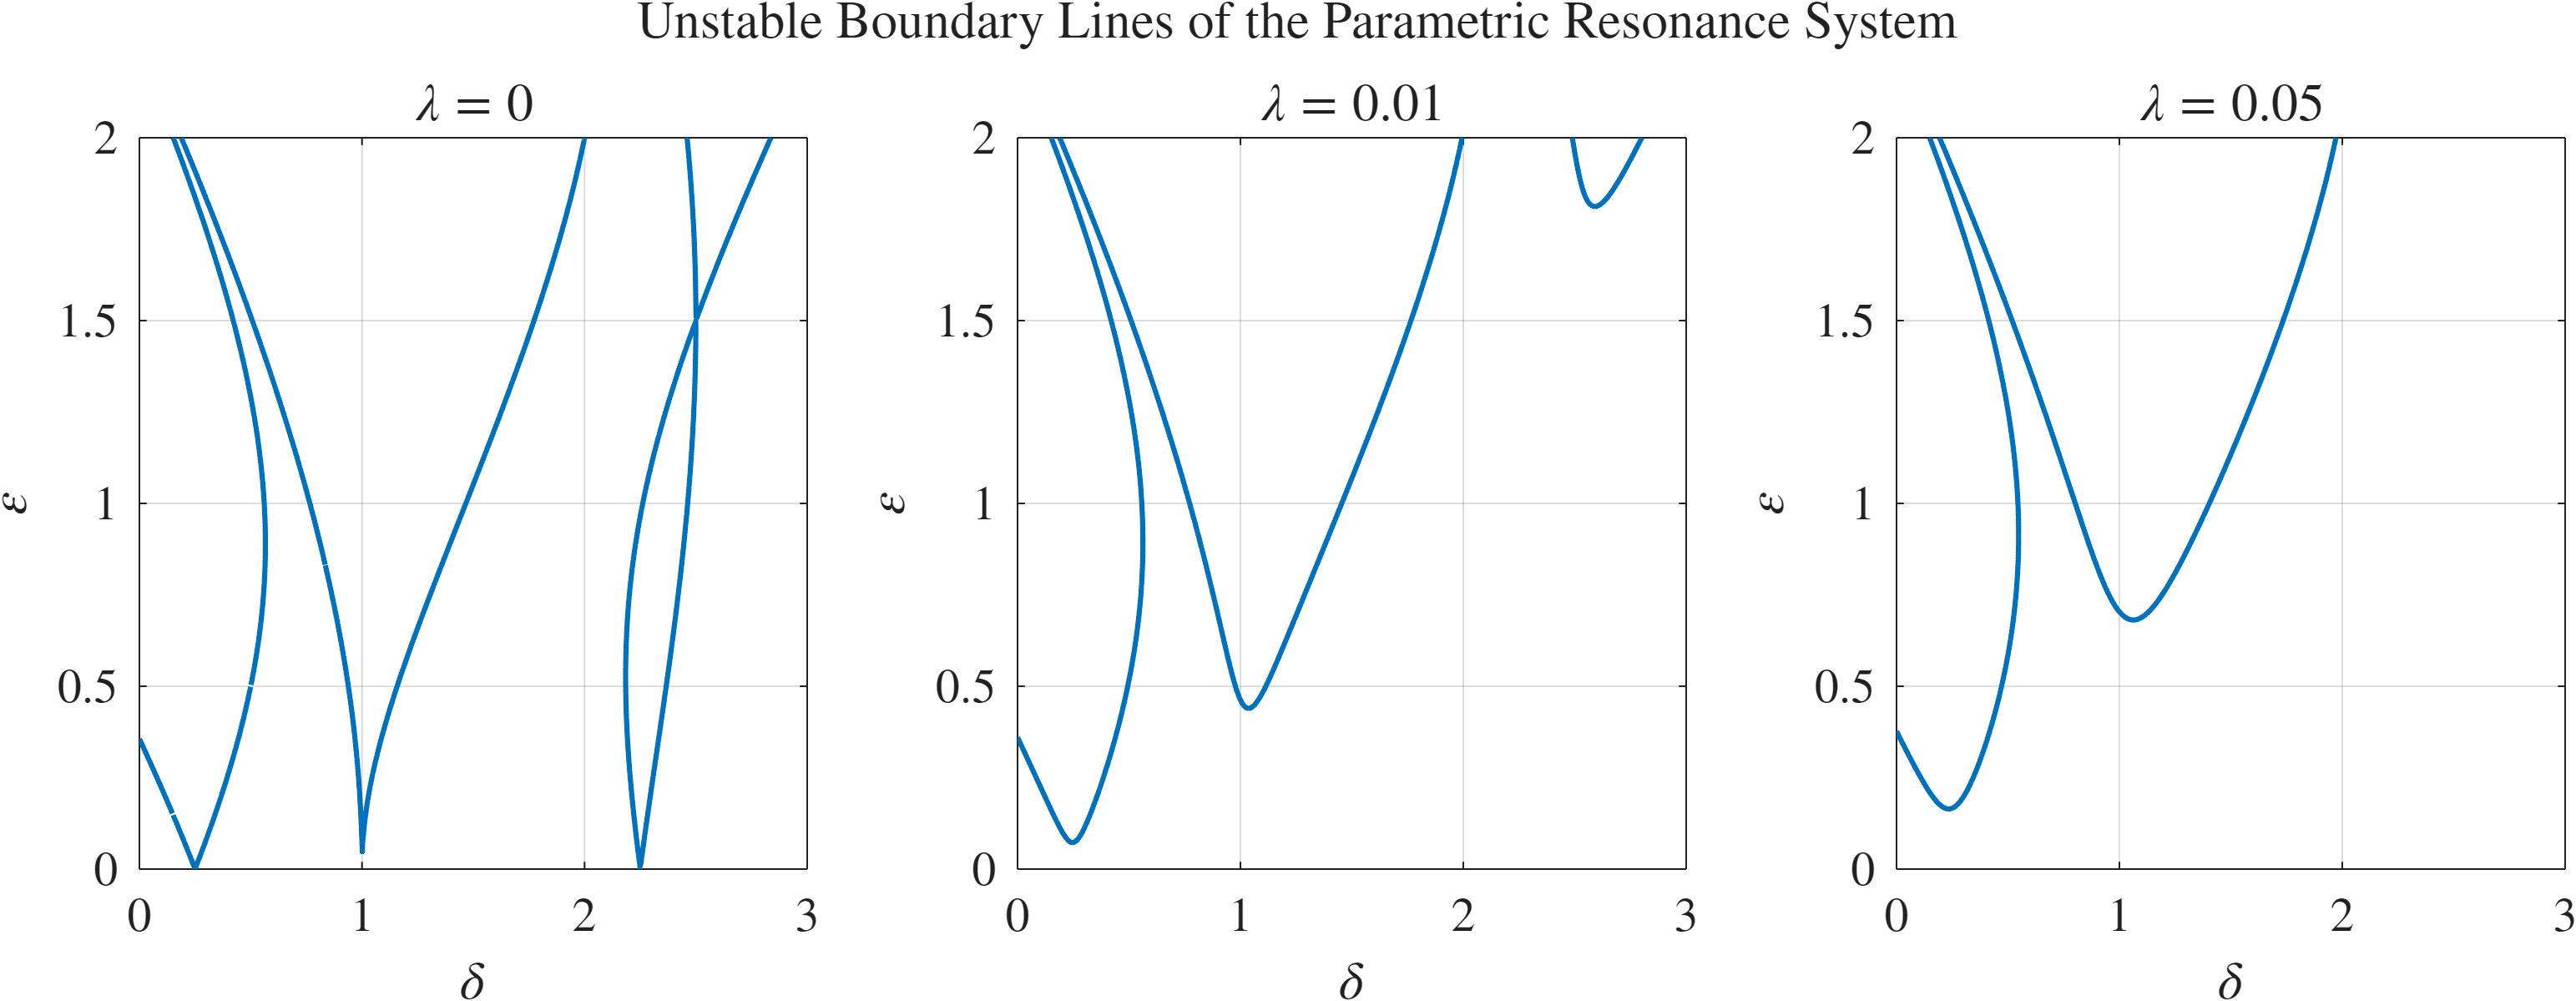 Unstable Boundary Lines of the Parametric Resonance System
λ = 0
2
1.5
1
0.5
0
ε
0 1 2 3
δ
λ = 0.01
2
1.5
1
0.5
0
ε
0 1 2 3
δ
λ = 0.05
2
1.5
1
0.5
0
ε
0 1 2 3
δ